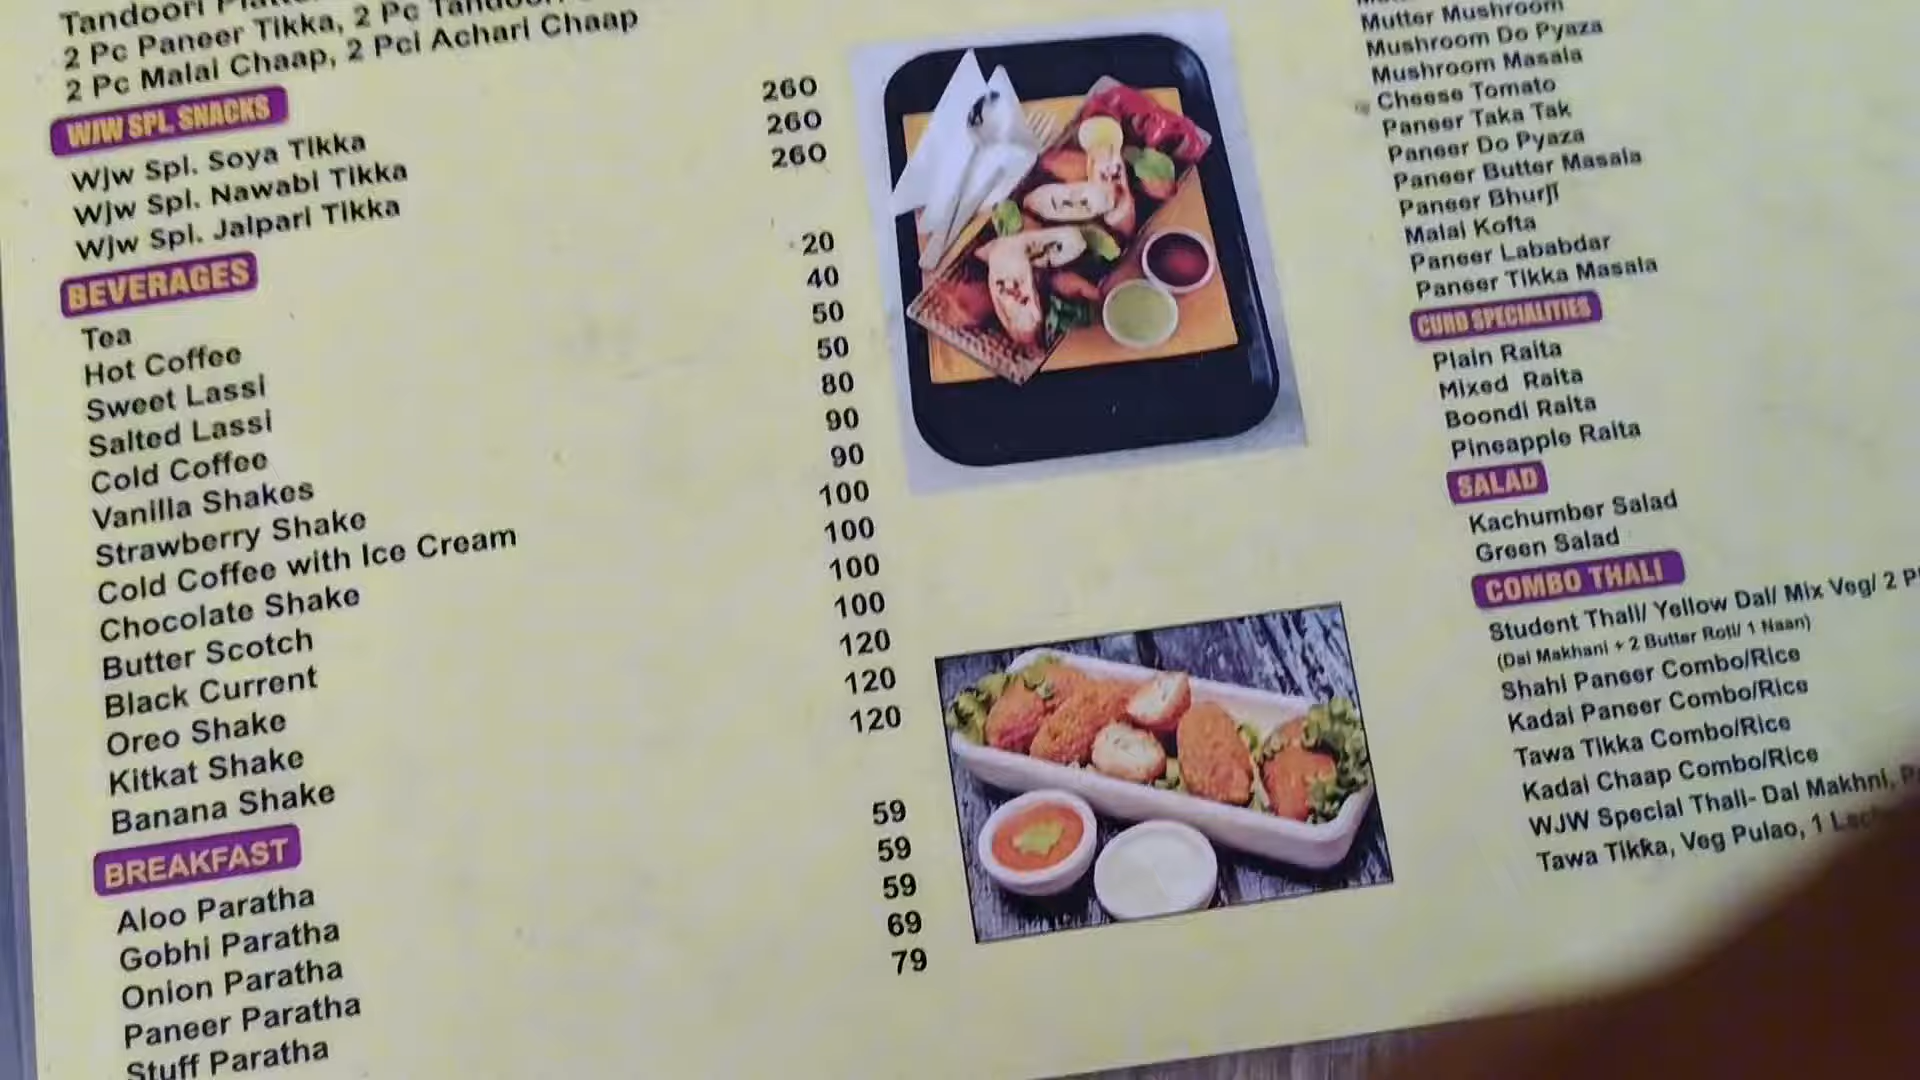 Tandoori
2 Pc Paneer Tikka, 2 Pc
2 Pc Malai Chaap, 2 Pcl Achari Chaap
WJW SPL. SNACKS
Wjw Spl. Soya Tikka 260
Wjw Spl. Nawabi Tikka 260
Wjw Spl. Jalpari Tikka 260
BEVERAGES
Tea 20
Hot Coffee 40
Sweet Lassi 50
Salted Lassi 50
Cold Coffee 80
Vanilla Shakes 90
Strawberry Shake 90
Cold Coffee with Ice Cream 100
Chocolate Shake 100
Butter Scotch 100
Black Current 100
Oreo Shake 120
Kitkat Shake 120
Banana Shake 120
BREAKFAST
Aloo Paratha 59
Gobhi Paratha 59
Onion Paratha 59
Paneer Paratha 69
Stuff Paratha 79
Mutter Mushroom
Mushroom Do Pyaza
Mushroom Masala
Cheese Tomato
Paneer Taka Tak
Paneer Do Pyaza
Paneer Butter Masala
Paneer Bhurji
Malai Kofta
Paneer Lababdar
Paneer Tikka Masala
CURD SPECIALITIES
Plain Raita
Mixed Raita
Boondi Raita
Pineapple Raita
SALAD
Kachumber Salad
Green Salad
COMBO THALI
Student Thali/ Yellow Dal/ Mix Veg/ 2
(Dal Makhani + 2 Butter Roti/ 1 Naan)
Shahi Paneer Combo/Rice
Kadai Paneer Combo/Rice
Tawa Tikka Combo/Rice
Kadai Chaap Combo/Rice
WJW Special Thali- Dal Makhni,
Tawa Tikka, Veg Pulao, 1